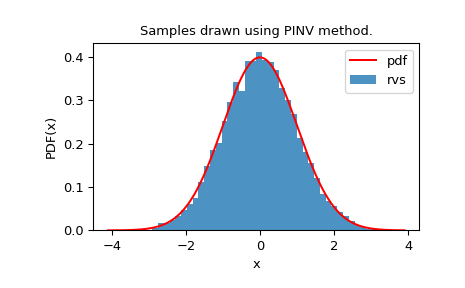 Samples drawn using PINV method.
pdf
rvs
PDF(x)
0.4
0.3
0.2
0.1
0.0
−4 −2 0 2 4
x